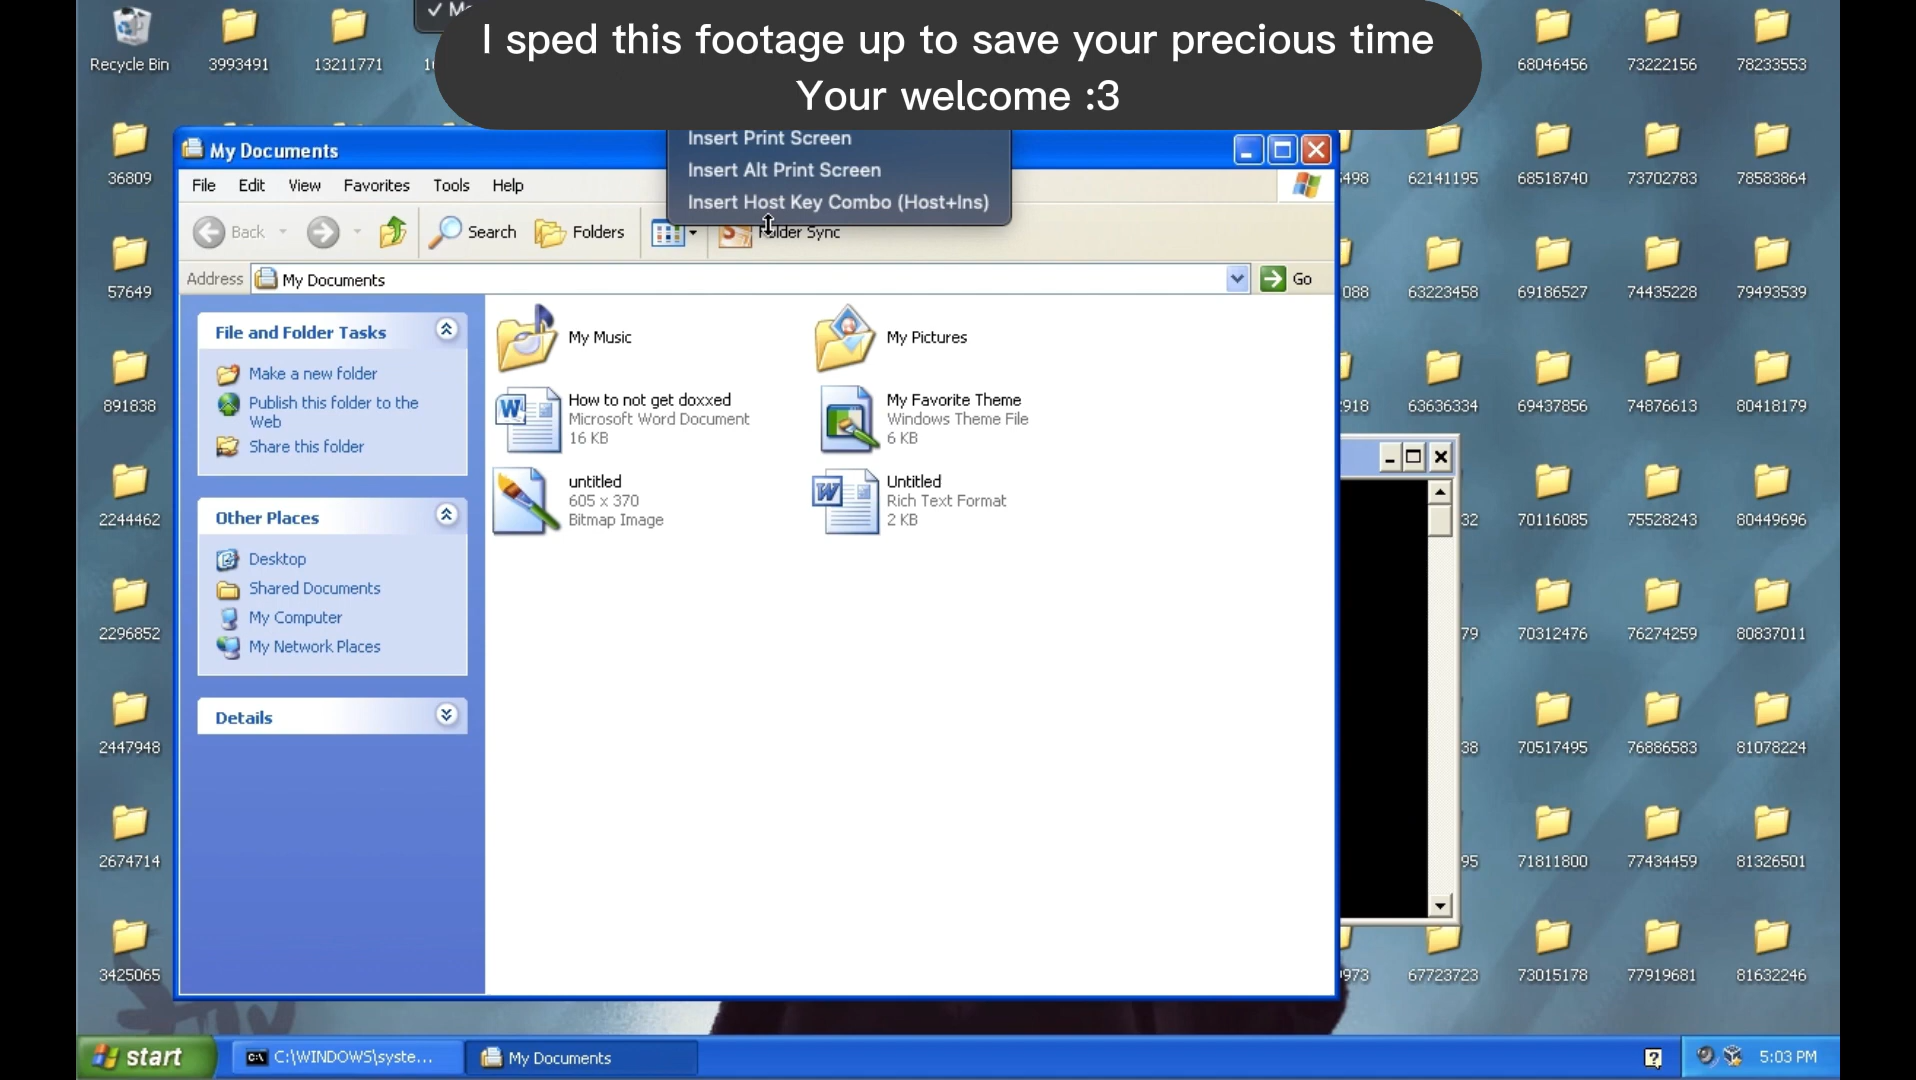 I sped this footage up to save your precious time
Your welcome :3
Recycle Bin
3993491
13211771
68046456
73222156
78233553
Insert Print Screen
Insert Alt Print Screen
Insert Host Key Combo (Host+Ins)
My Documents
File Edit View Favorites Tools Help
Back
Search
Folders
Folder Sync
Address
My Documents
Go
File and Folder Tasks
Make a new folder
Publish this folder to the
Web
Share this folder
Other Places
Desktop
Shared Documents
My Computer
My Network Places
Details
My Music
My Pictures
How to not get doxxed
Microsoft Word Document
16 KB
My Favorite Theme
Windows Theme File
6 KB
untitled
605 x 370
Bitmap Image
Untitled
Rich Text Format
2 KB
36809
57649
891838
2244462
2296852
2447948
2674714
3425065
62141195
68518740
73702783
78583864
63223458
69186527
74435228
79493539
63636334
69437856
74876613
80418179
70116085
75528243
80449696
70312476
76274259
80837011
70517495
76886583
81078224
71811800
77434459
81326501
67723723
73015178
77919681
81632246
start
C:\WINDOWS\syste...
My Documents
5:03 PM